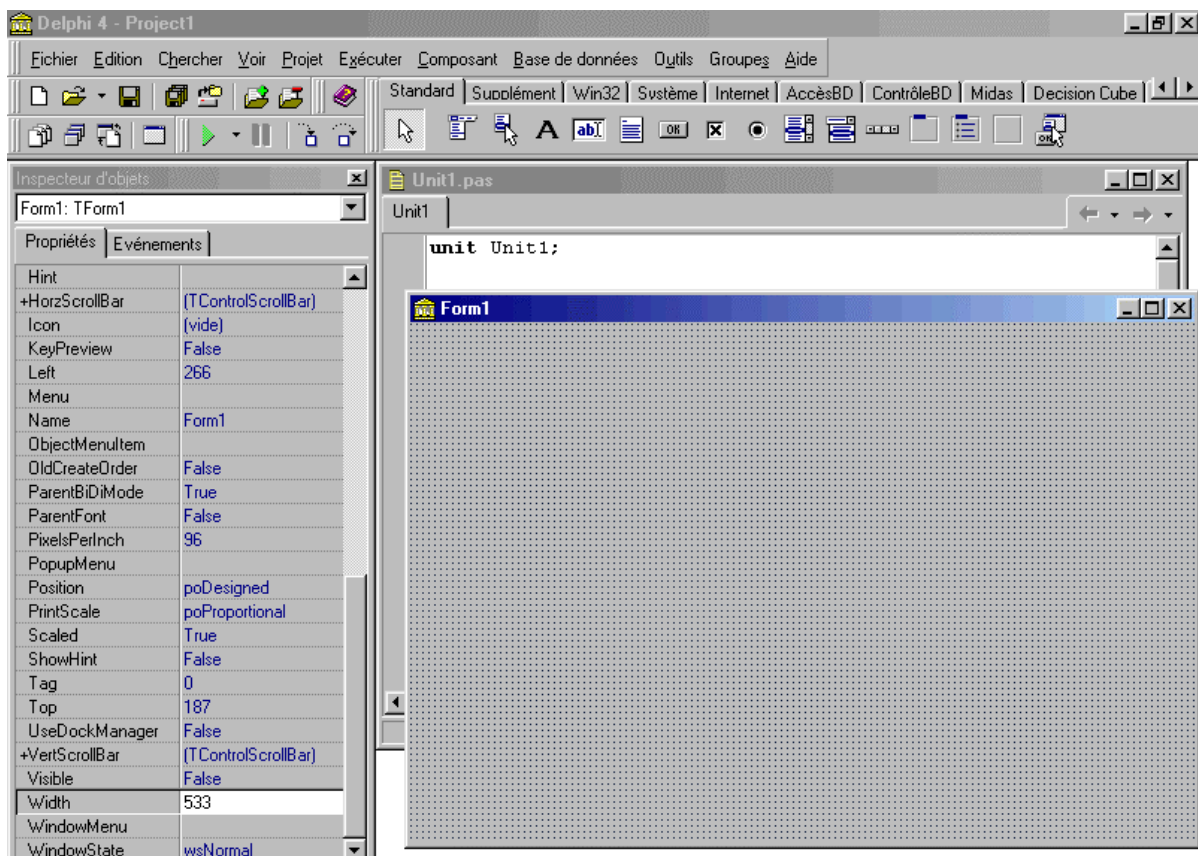 Delphi 4 - Project1
Fichier Edition Chercher Voir Projet Exécuter Composant Base de données Outils Groupes Aide
Standard Supplément Win32 Système Internet AccèsBD ContrôleBD Midas Decision Cube
A ab OK OK
Inspecteur d'objets
Form1: TForm1
Propriétés Evénements
Hint
+HorzScrollBar (TControlScrollBar)
Icon (vide)
KeyPreview False
Left 266
Menu
Name Form1
ObjectMenuItem
OldCreateOrder False
ParentBiDiMode True
ParentFont False
PixelsPerInch 96
PopupMenu
Position poDesigned
PrintScale poProportional
Scaled True
ShowHint False
Tag 0
Top 187
UseDockManager False
+VertScrollBar (TControlScrollBar)
Visible False
Width 533
WindowMenu
WindowState wsNormal
Unit1.pas
Unit1
unit Unit1;
Form1